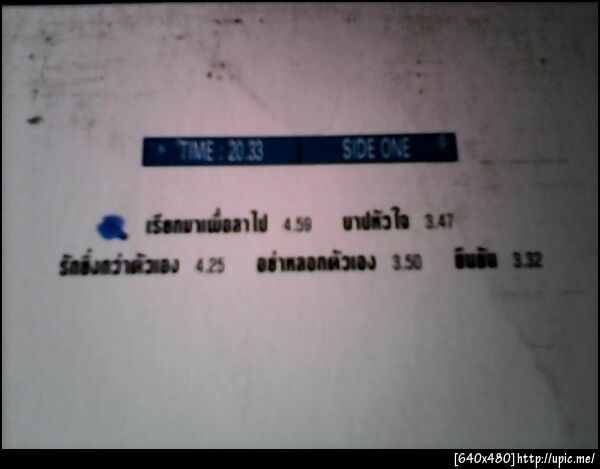 TIME : 20.33 SIDE ONE
เรียกมาเพื่อลาไป 4.59 บาปหัวใจ 3.47
รักยิ่งกว่าตัวเอง 4.25 อย่าหลอกตัวเอง 3.50 ยืนยัน 3.32
[640x480]http://upic.me/